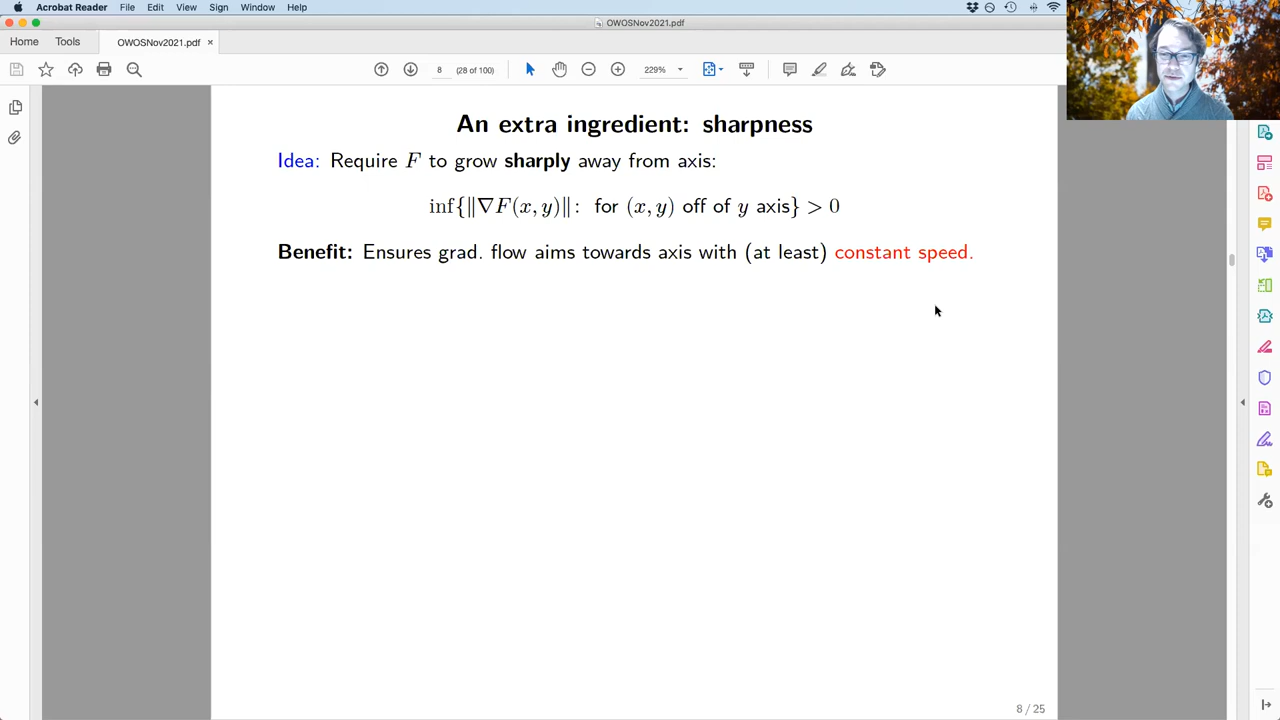 Acrobat Reader File Edit View Sign Window Help
OWOSNov2021.pdf
Home Tools OWOSNov2021.pdf ×
8 (28 of 100) 229%
An extra ingredient: sharpness
Idea: Require F to grow sharply away from axis:
inf{‖∇F(x, y)‖: for (x, y) off of y axis} > 0
Benefit: Ensures grad. flow aims towards axis with (at least) constant speed.
8 / 25